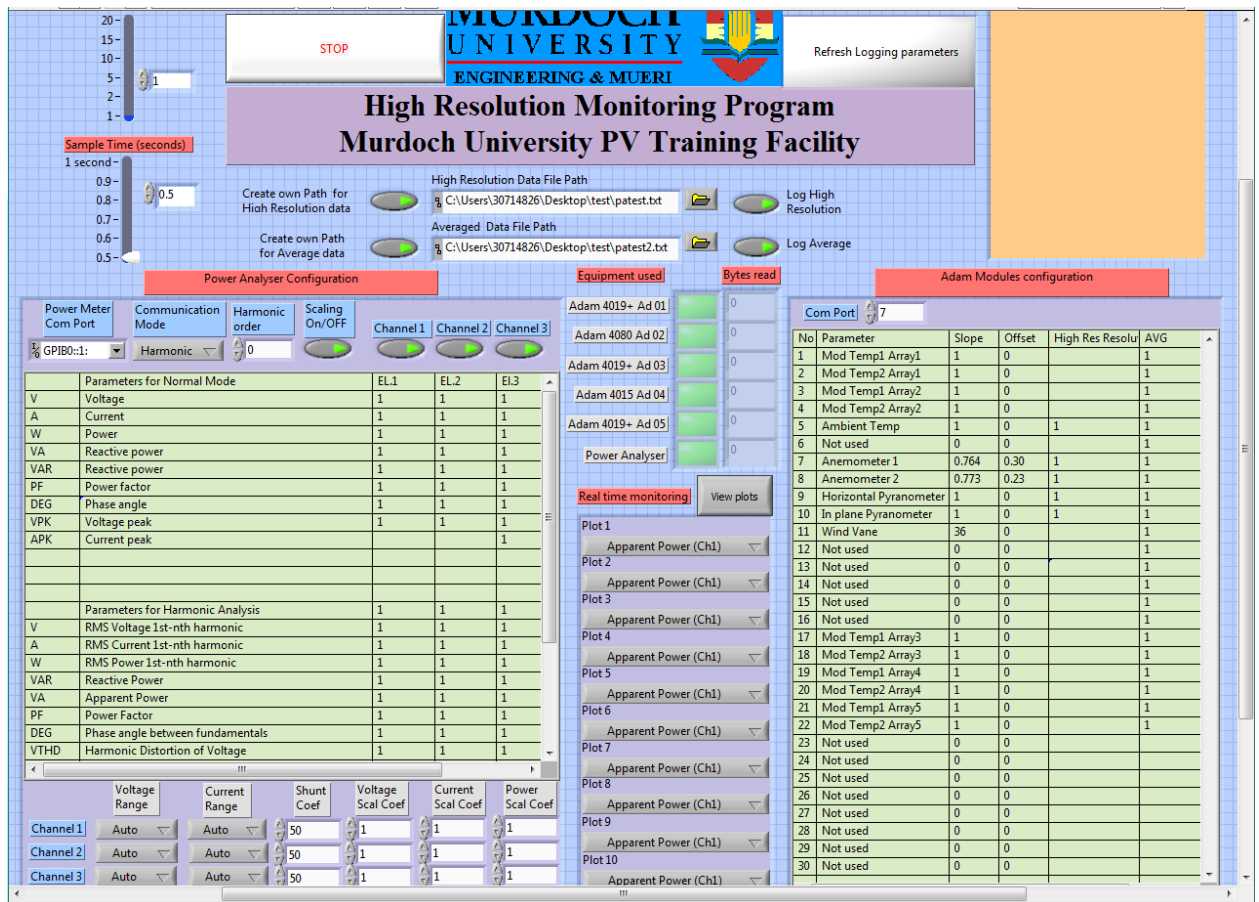 20
15
10
5
2
1
1
STOP
MURDOCH
UNIVERSITY
ENGINEERING & MUERI
Refresh Logging parameters
High Resolution Monitoring Program
Murdoch University PV Training Facility
Sample Time (seconds)
1 second
0.9
0.8
0.7
0.6
0.5
0.5
Create own Path for
High Resolution data
High Resolution Data File Path
C:\Users\30714826\Desktop\test\patest.txt
Log High
Resolution
Create own Path
for Average data
Averaged Data File Path
C:\Users\30714826\Desktop\test\patest2.txt
Log Average
Power Analyser Configuration
Power Meter
Com Port
Communication
Mode
Harmonic
order
Scaling
On/OFF
Channel 1 Channel 2 Channel 3
GPIB0::1: Harmonic 0
Parameters for Normal Mode EL.1 EL.2 El.3
V Voltage 1 1 1
A Current 1 1 1
W Power 1 1 1
VA Reactive power 1 1 1
VAR Reactive power 1 1 1
PF Power factor 1 1 1
DEG Phase angle 1 1 1
VPK Voltage peak 1 1 1
APK Current peak 1
Parameters for Harmonic Analysis 1 1 1
V RMS Voltage 1st-nth harmonic 1 1 1
A RMS Current 1st-nth harmonic 1 1 1
W RMS Power 1st-nth harmonic 1 1 1
VAR Reactive Power 1 1 1
VA Apparent Power 1 1 1
PF Power Factor 1 1 1
DEG Phase angle between fundamentals 1 1 1
VTHD Harmonic Distortion of Voltage 1 1 1
Voltage
Range
Current
Range
Shunt
Coef
Voltage
Scal Coef
Current
Scal Coef
Power
Scal Coef
Channel 1 Auto Auto 50 1 1 1
Channel 2 Auto Auto 50 1 1 1
Channel 3 Auto Auto 50 1 1 1
Equipment used Bytes read
Adam 4019+ Ad 01 0
Adam 4080 Ad 02 0
Adam 4019+ Ad 03 0
Adam 4015 Ad 04 0
Adam 4019+ Ad 05 0
Power Analyser 0
Real time monitoring View plots
Plot 1
Apparent Power (Ch1)
Plot 2
Apparent Power (Ch1)
Plot 3
Apparent Power (Ch1)
Plot 4
Apparent Power (Ch1)
Plot 5
Apparent Power (Ch1)
Plot 6
Apparent Power (Ch1)
Plot 7
Apparent Power (Ch1)
Plot 8
Apparent Power (Ch1)
Plot 9
Apparent Power (Ch1)
Plot 10
Apparent Power (Ch1)
Adam Modules configuration
Com Port 7
No Parameter Slope Offset High Res Resolur AVG
1 Mod Temp1 Array1 1 0 1
2 Mod Temp2 Array1 1 0 1
3 Mod Temp1 Array2 1 0 1
4 Mod Temp2 Array2 1 0 1
5 Ambient Temp 1 0 1 1
6 Not used 0 0 1
7 Anemometer 1 0.764 0.30 1 1
8 Anemometer 2 0.773 0.23 1 1
9 Horizontal Pyranometer 1 0 1 1
10 In plane Pyranometer 1 0 1 1
11 Wind Vane 36 0 1
12 Not used 0 0 1
13 Not used 0 0 1
14 Not used 0 0 1
15 Not used 0 0 1
16 Not used 0 0 1
17 Mod Temp1 Array3 1 0 1
18 Mod Temp2 Array3 1 0 1
19 Mod Temp1 Array4 1 0 1
20 Mod Temp2 Array4 1 0 1
21 Mod Temp1 Array5 1 0 1
22 Mod Temp2 Array5 1 0 1
23 Not used 0 0
24 Not used 0 0
25 Not used 0 0
26 Not used 0 0
27 Not used 0 0
28 Not used 0 0
29 Not used 0 0
30 Not used 0 0